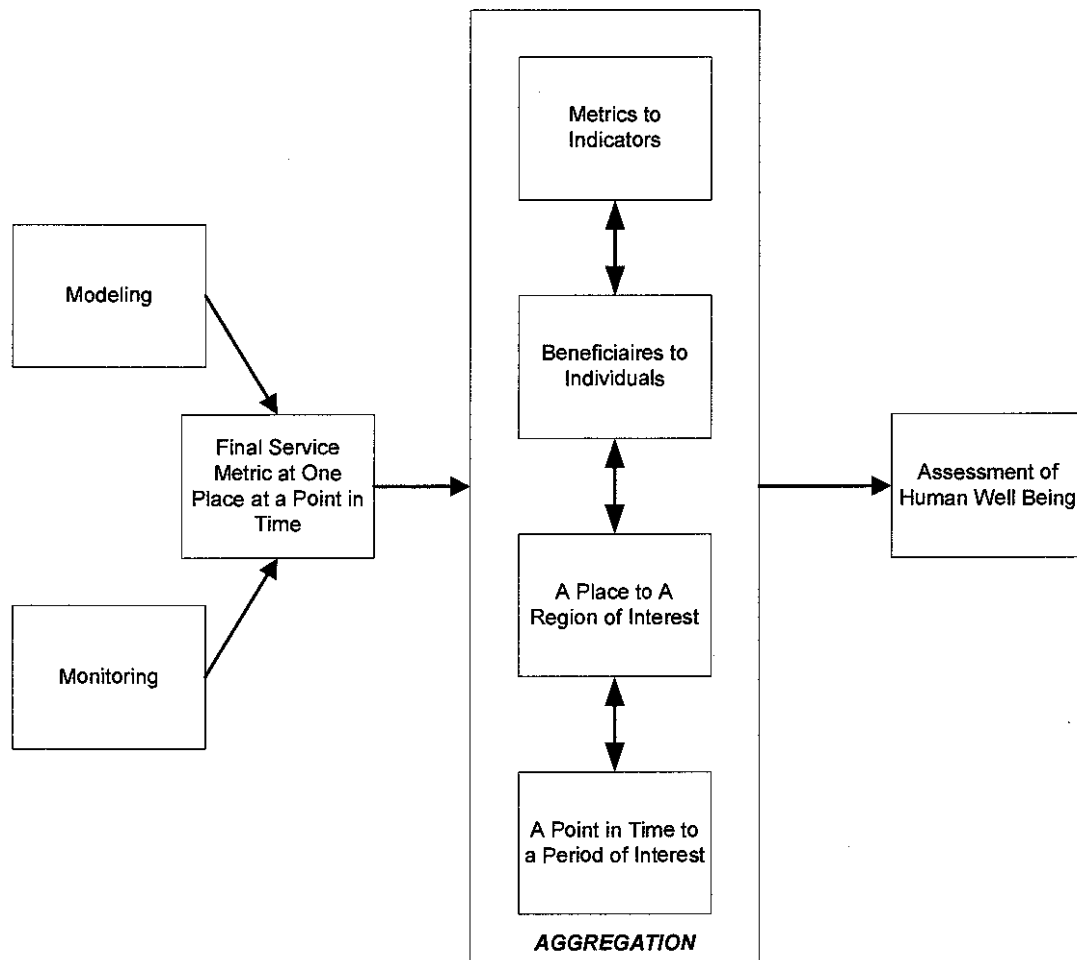 Modeling
Monitoring
Final Service
Metric at One
Place at a Point in
Time
Metrics to
Indicators
Beneficiaires to
Individuals
A Place to A
Region of Interest
A Point in Time to
a Period of Interest
AGGREGATION
Assessment of
Human Well Being